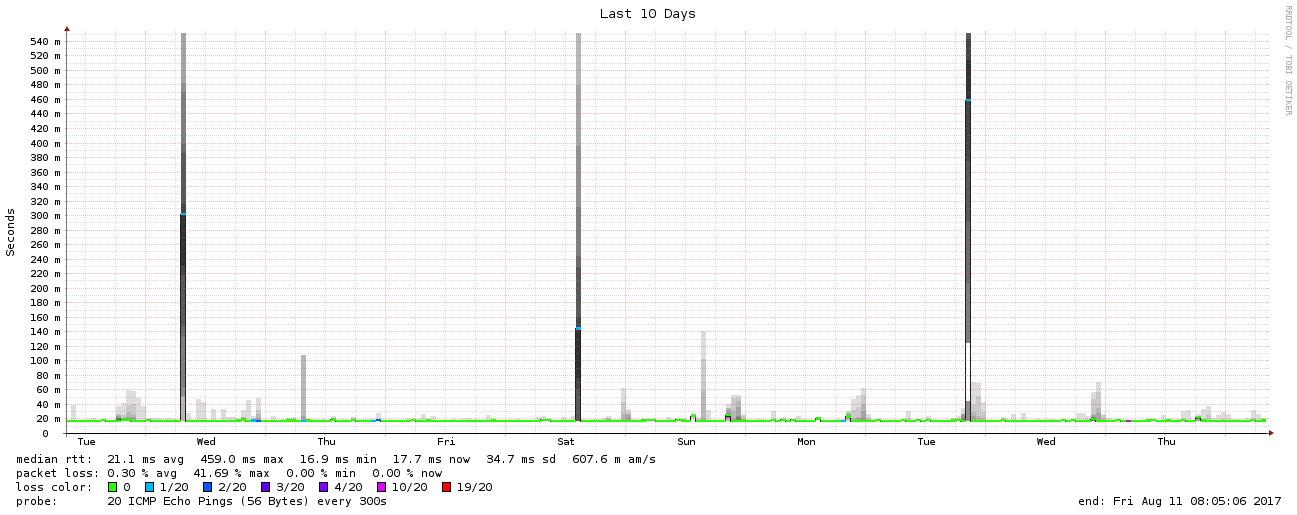 Last 10 Days
RRDTOOL / TOBI OETIKER
Seconds
540 m
520 m
500 m
480 m
460 m
440 m
420 m
400 m
380 m
360 m
340 m
320 m
300 m
280 m
260 m
240 m
220 m
200 m
180 m
160 m
140 m
120 m
100 m
80 m
60 m
40 m
20 m
0
Tue Wed Thu Fri Sat Sun Mon Tue Wed Thu
median rtt: 21.1 ms avg 459.0 ms max 16.9 ms min 17.7 ms now 34.7 ms sd 607.6 m am/s
packet loss: 0.30 % avg 41.69 % max 0.00 % min 0.00 % now
loss color: 0 1/20 2/20 3/20 4/20 10/20 19/20
probe: 20 ICMP Echo Pings (56 Bytes) every 300s end: Fri Aug 11 08:05:06 2017